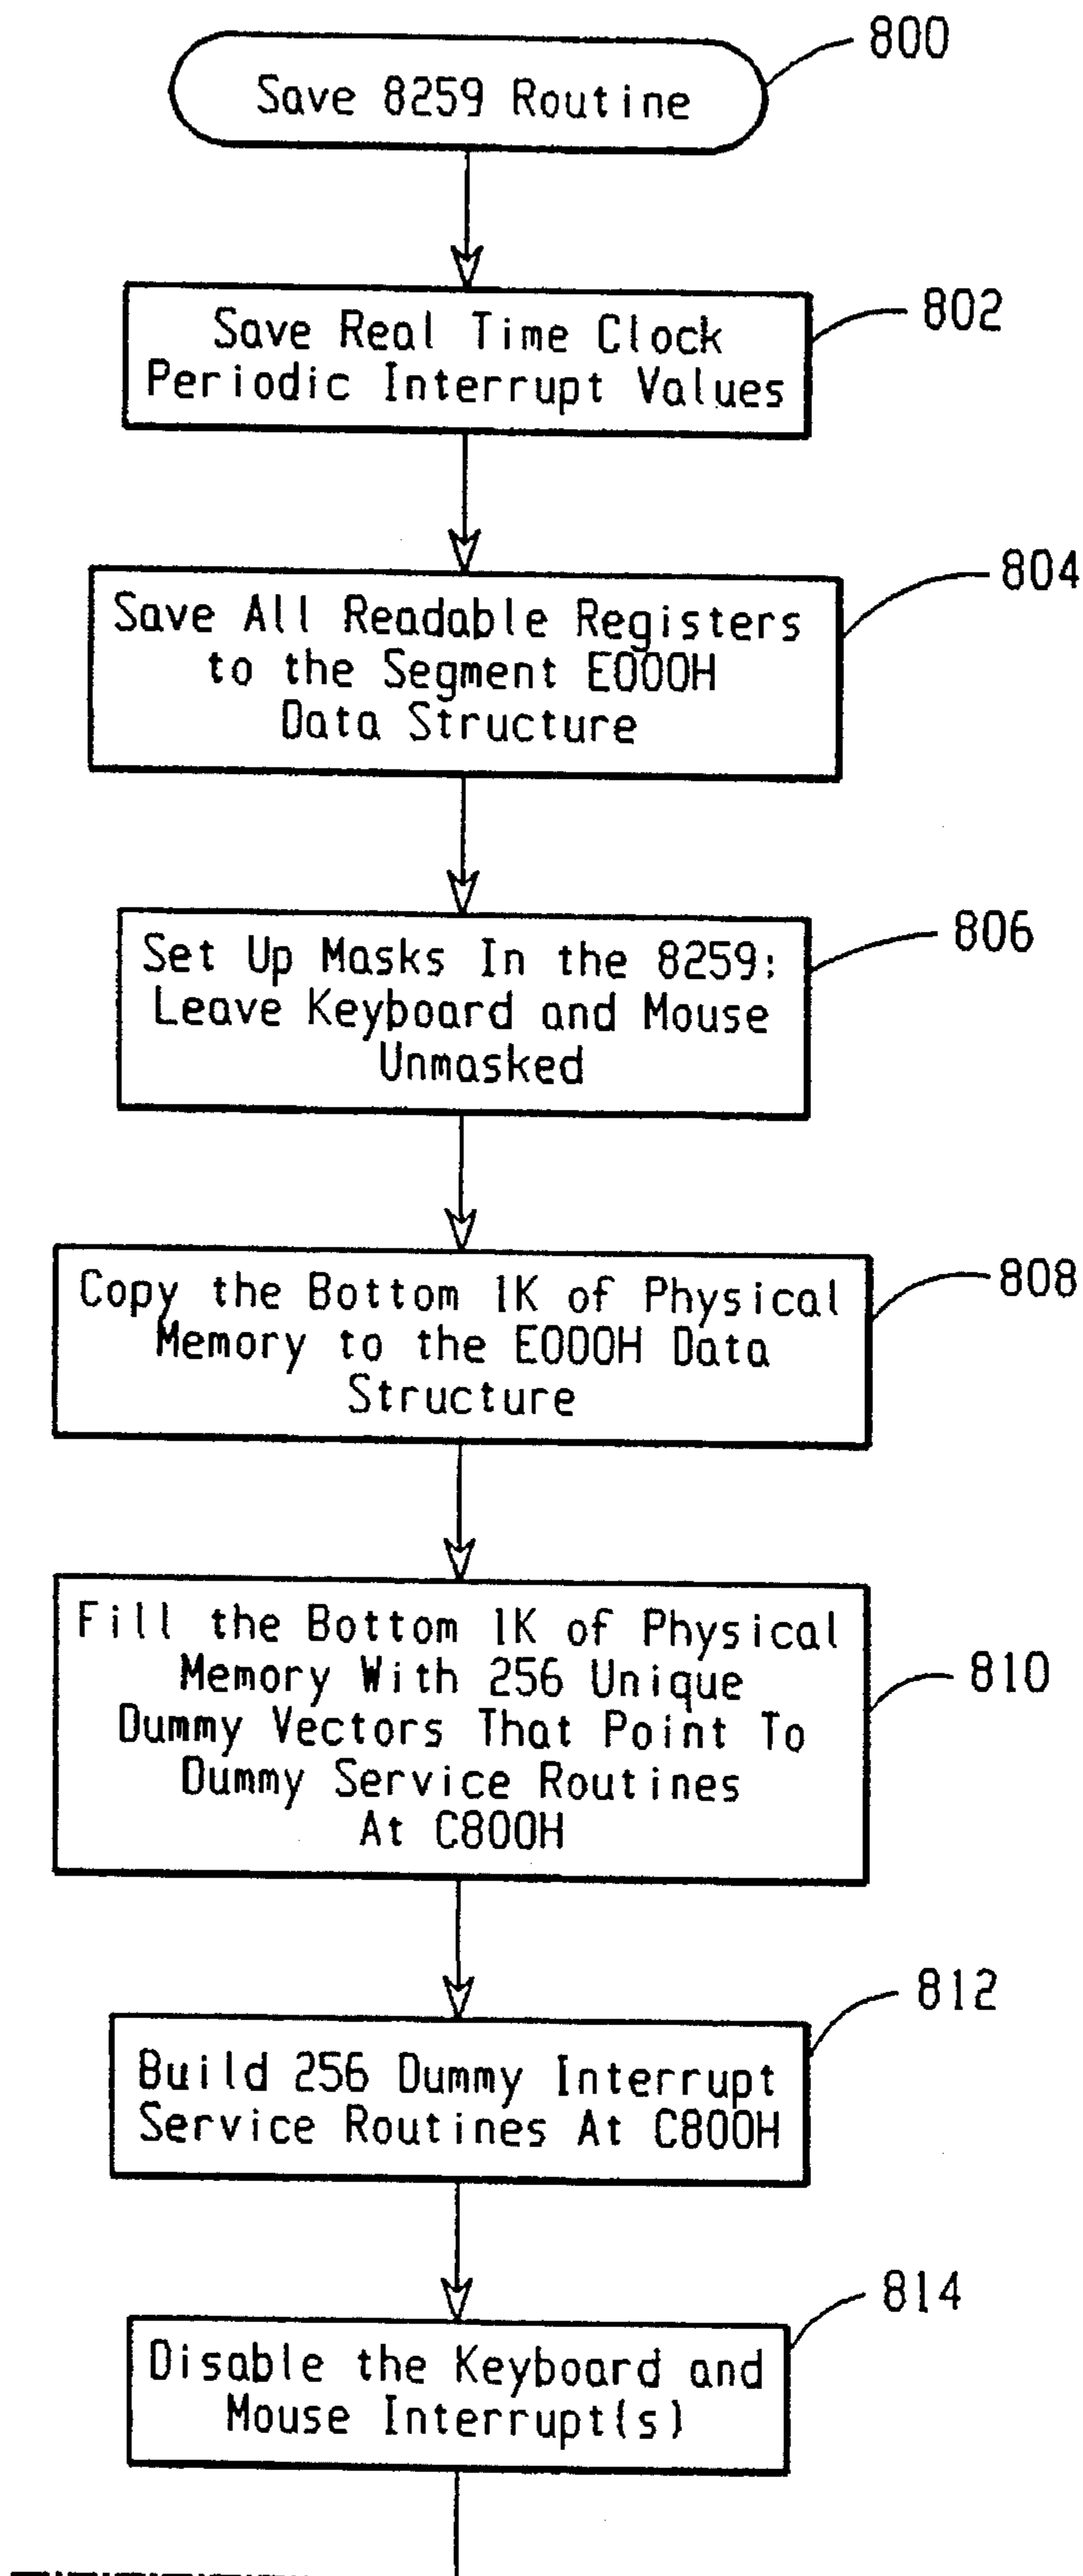 800
Save 8259 Routine
802
Save Real Time Clock
Periodic Interrupt Values
804
Save All Readable Registers
to the Segment E000H
Data Structure
806
Set Up Masks In the 8259:
Leave Keyboard and Mouse
Unmasked
808
Copy the Bottom 1K of Physical
Memory to the E000H Data
Structure
810
Fill the Bottom 1K of Physical
Memory With 256 Unique
Dummy Vectors That Point To
Dummy Service Routines
At C800H
812
Build 256 Dummy Interrupt
Service Routines At C800H
814
Disable the Keyboard and
Mouse Interrupt(s)